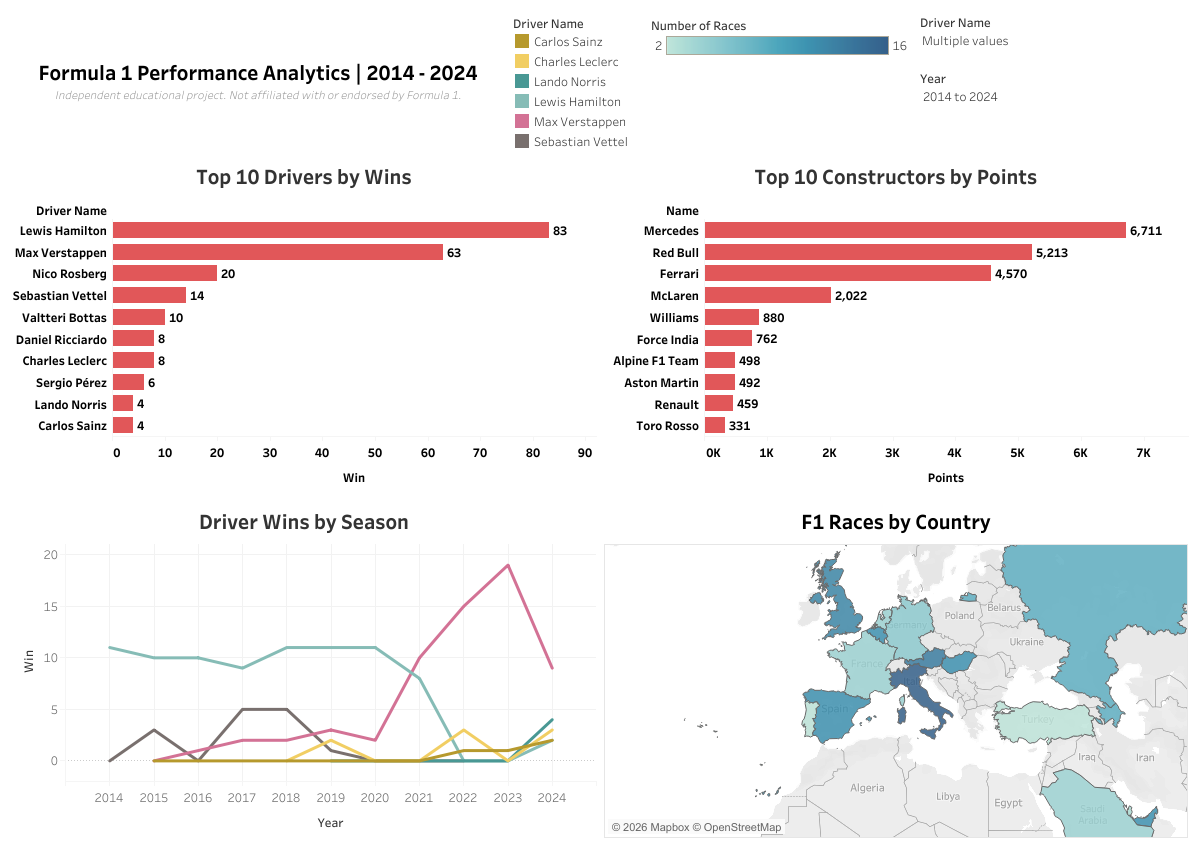 Formula 1 Performance Analytics | 2014 - 2024
Independent educational project. Not affiliated with or endorsed by Formula 1.
Driver Name
Carlos Sainz
Charles Leclerc
Lando Norris
Lewis Hamilton
Max Verstappen
Sebastian Vettel
Number of Races
2 16
Driver Name
Multiple values
Year
2014 to 2024
Top 10 Drivers by Wins
Driver Name
Lewis Hamilton 83
Max Verstappen 63
Nico Rosberg 20
Sebastian Vettel 14
Valtteri Bottas 10
Daniel Ricciardo 8
Charles Leclerc 8
Sergio Pérez 6
Lando Norris 4
Carlos Sainz 4
0 10 20 30 40 50 60 70 80 90
Win
Top 10 Constructors by Points
Name
Mercedes 6,711
Red Bull 5,213
Ferrari 4,570
McLaren 2,022
Williams 880
Force India 762
Alpine F1 Team 498
Aston Martin 492
Renault 459
Toro Rosso 331
0K 1K 2K 3K 4K 5K 6K 7K
Points
Driver Wins by Season
20
15
10
5
0
Win
2014 2015 2016 2017 2018 2019 2020 2021 2022 2023 2024
Year
F1 Races by Country
Belarus
Poland
Germany
Ukraine
France
Italy
Spain
Turkey
Iraq
Iran
Algeria
Libya
Egypt
Saudi
Arabia
© 2026 Mapbox © OpenStreetMap